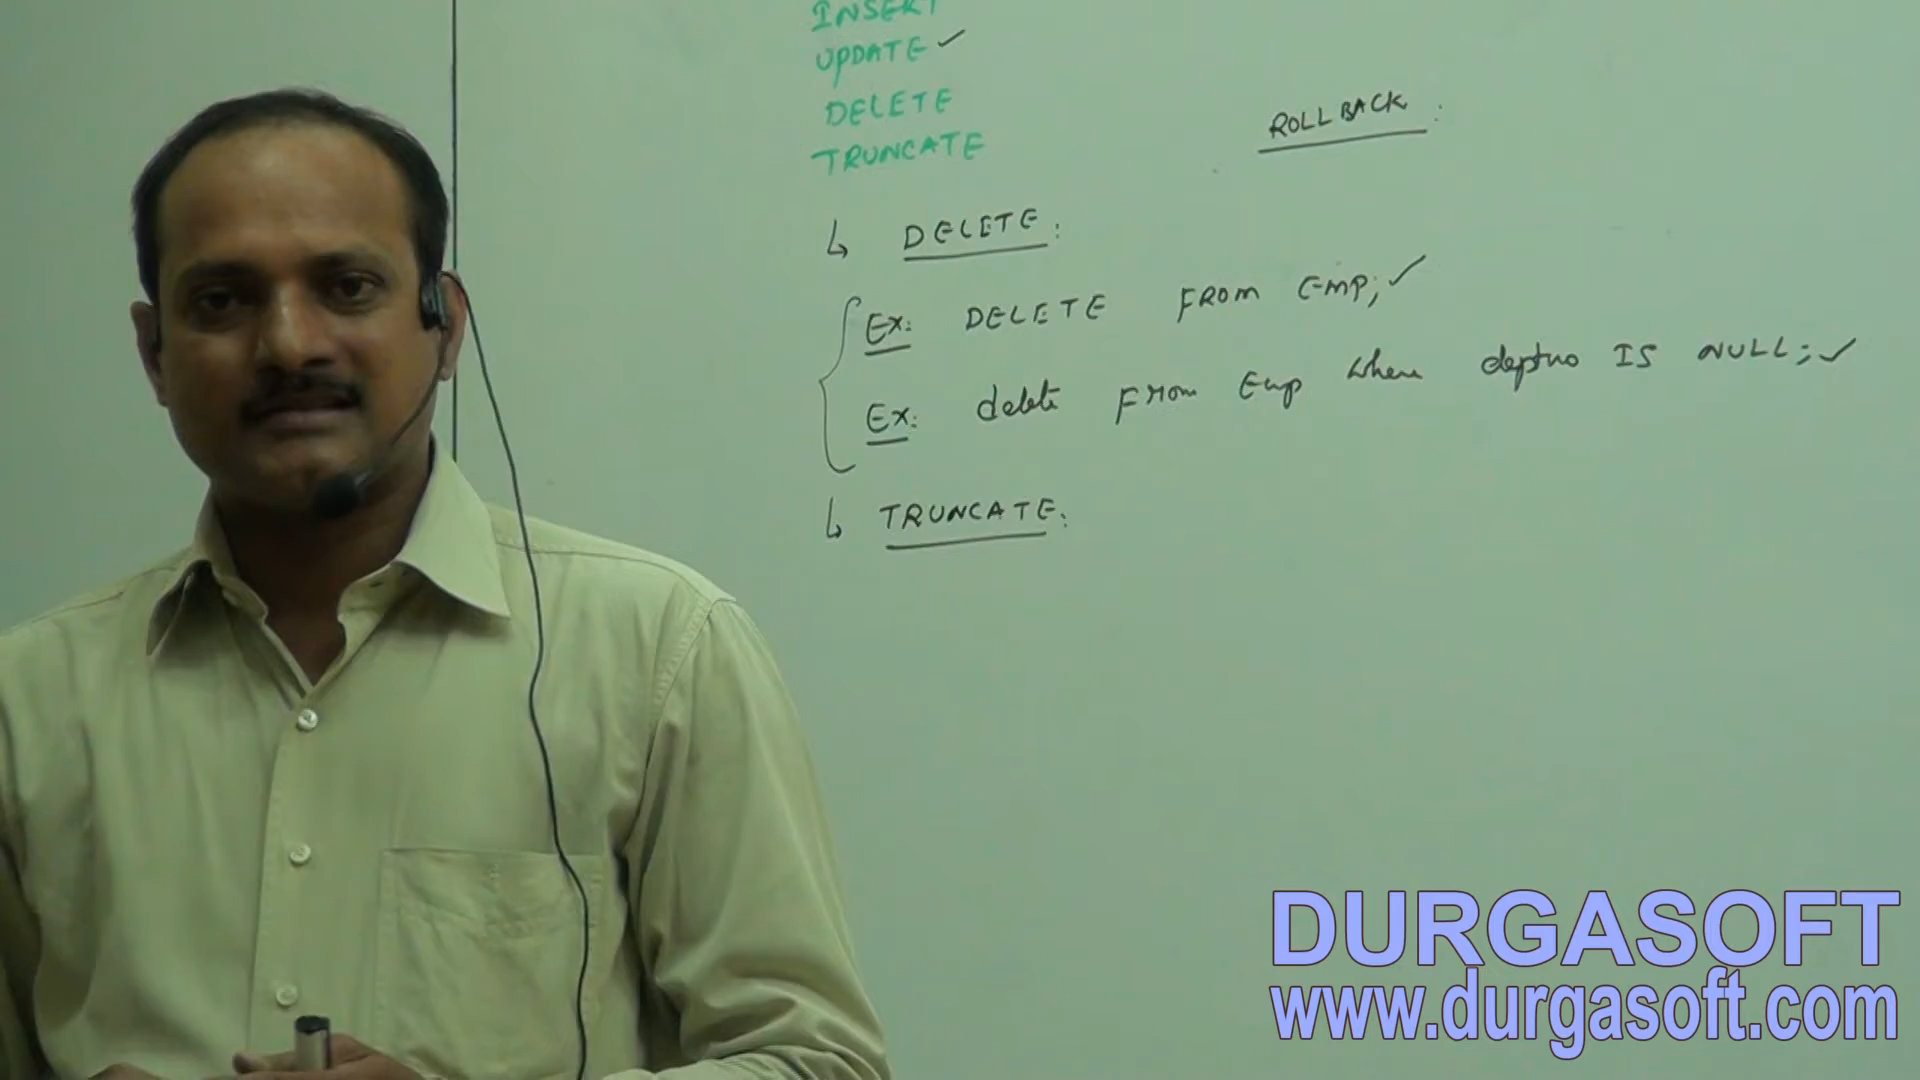 INSERT
UPDATE ✓
DELETE
TRUNCATE
ROLLBACK :
↳ DELETE:
Ex: DELETE FROM Emp; ✓
Ex: delete From Emp where deptno IS NULL; ✓
↳ TRUNCATE:
DURGASOFT
www.durgasoft.com